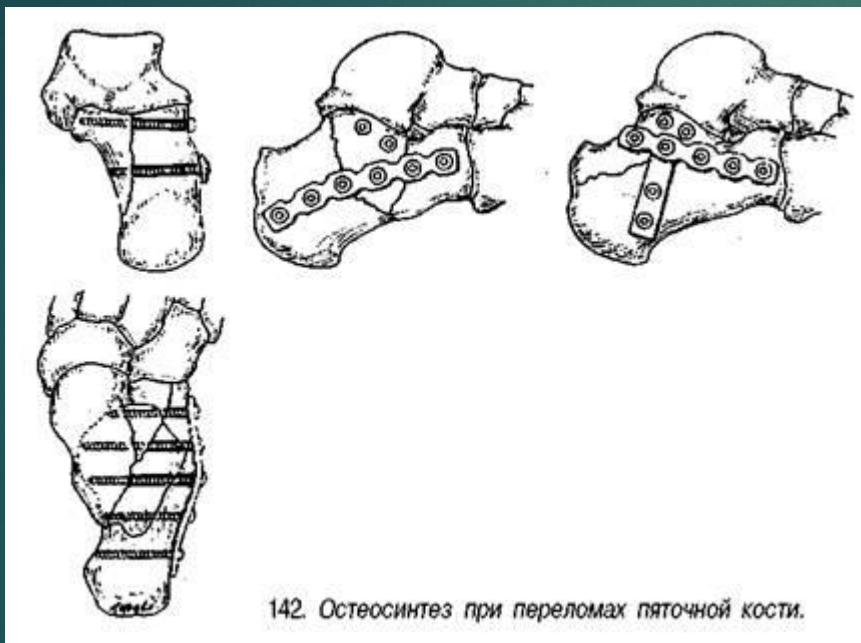 142. Остеосинтез при переломах пяточной кости.